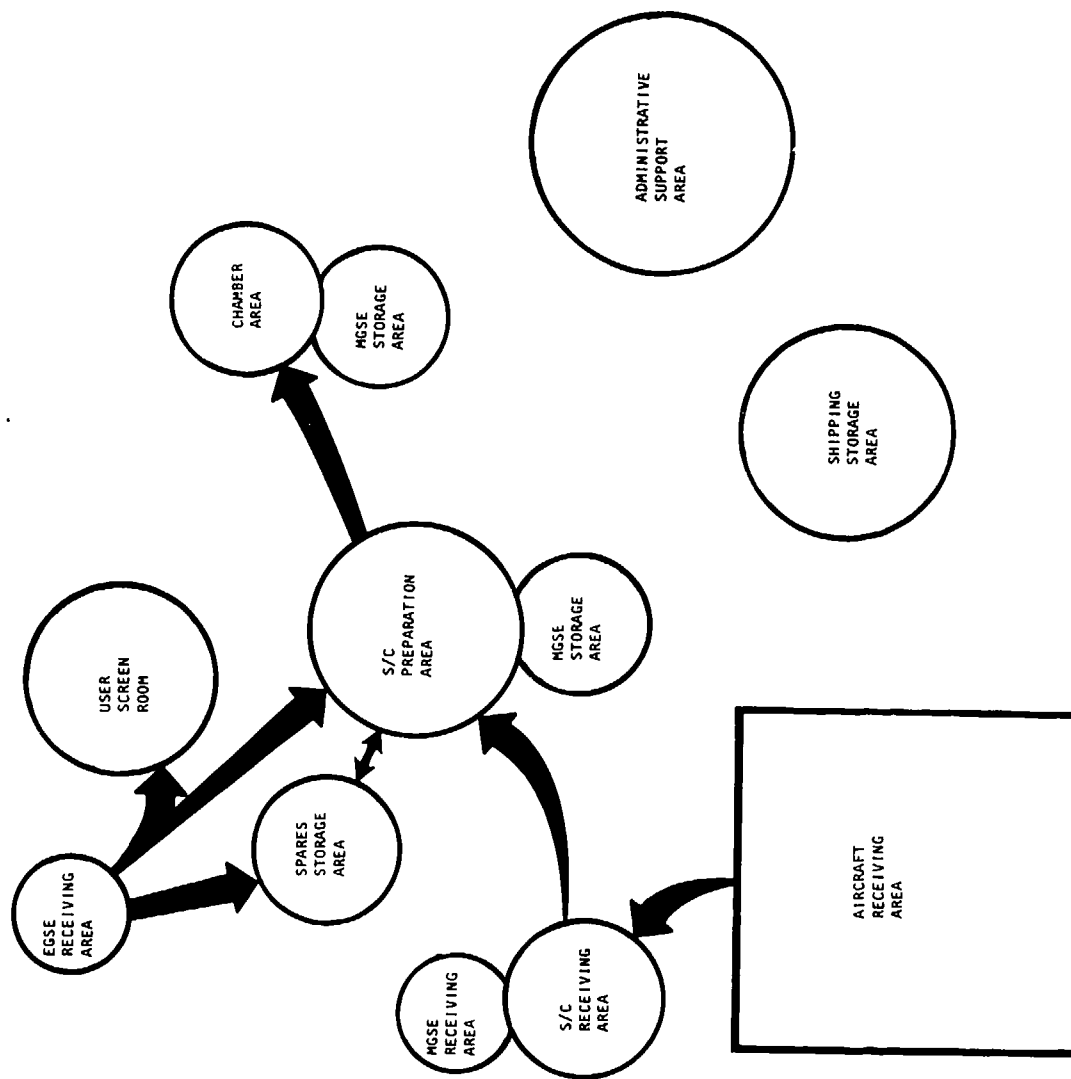 EGSE
RECEIVING
AREA
USER
SCREEN
ROOM
SPARES
STORAGE
AREA
MGSE
RECEIVING
AREA
S/C
RECEIVING
AREA
S/C
PREPARATION
AREA
MGSE
STORAGE
AREA
CHAMBER
AREA
MGSE
STORAGE
AREA
AIRCRAFT
RECEIVING
AREA
SHIPPING
STORAGE
AREA
ADMINISTRATIVE
SUPPORT
AREA